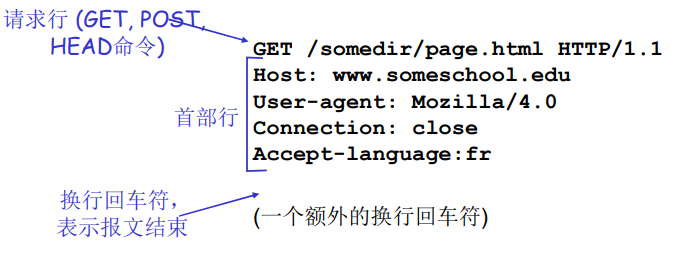 请求行 (GET, POST,
HEAD命令)
GET /somedir/page.html HTTP/1.1
Host: www.someschool.edu
User-agent: Mozilla/4.0
Connection: close
Accept-language:fr
首部行
换行回车符,
表示报文结束
(一个额外的换行回车符)